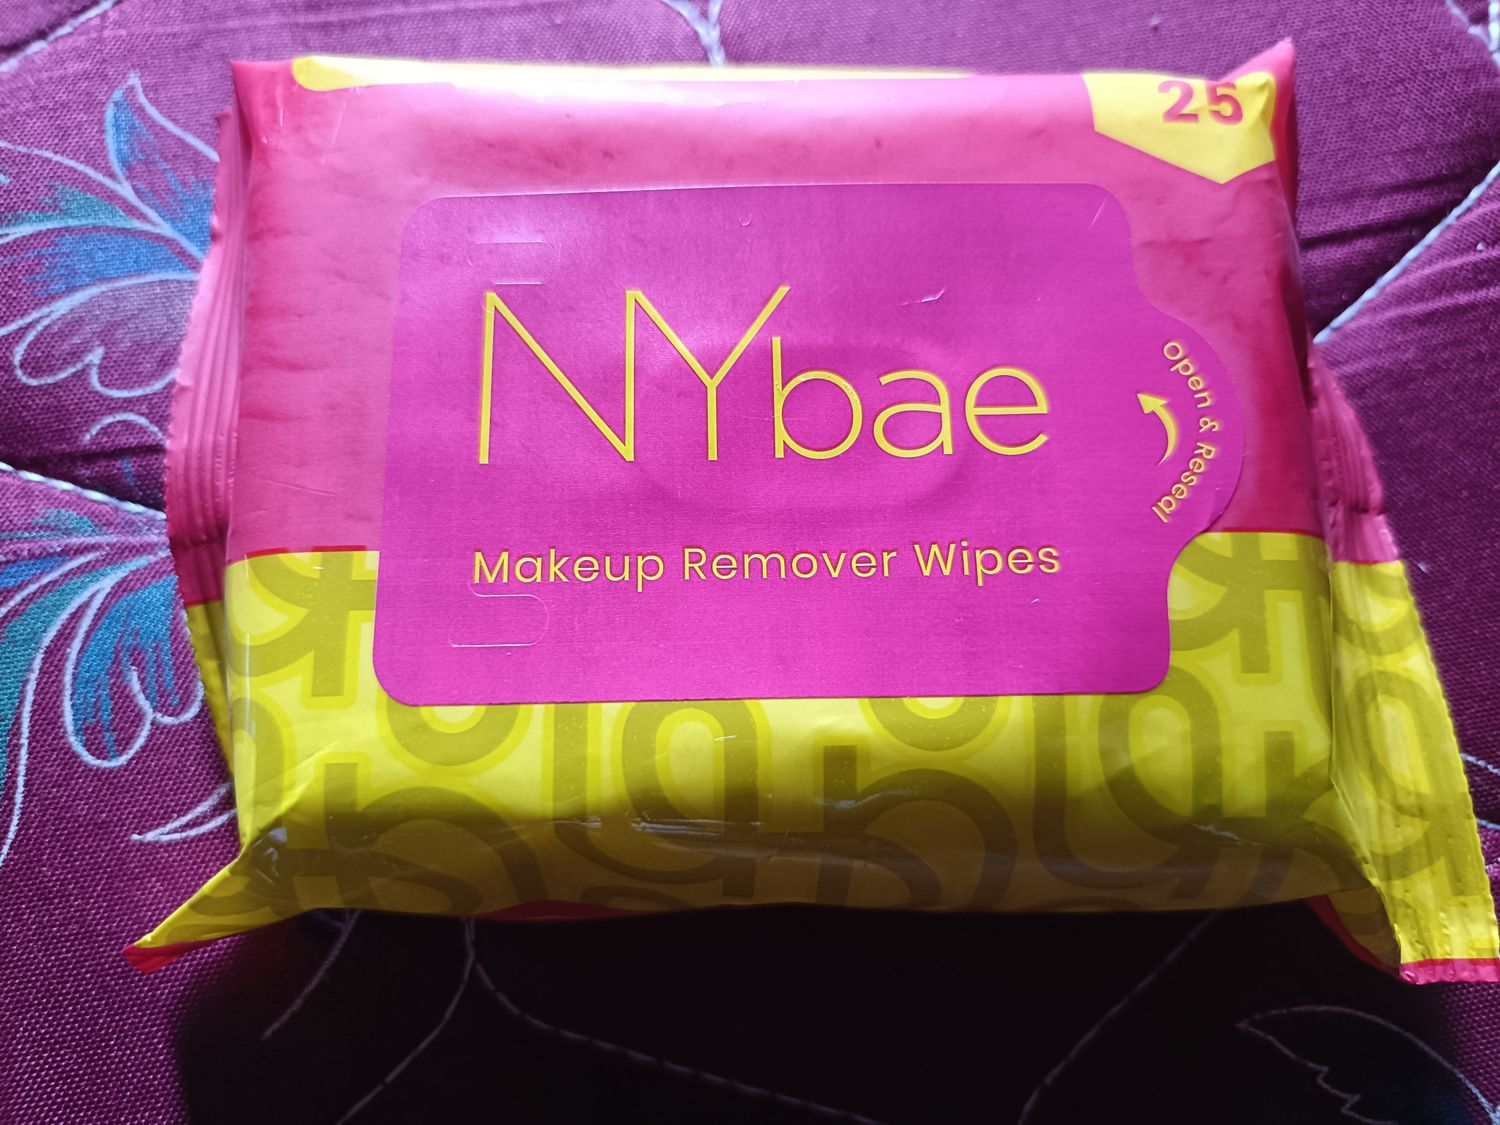 25
NYbae
Open & Reseal
Makeup Remover Wipes